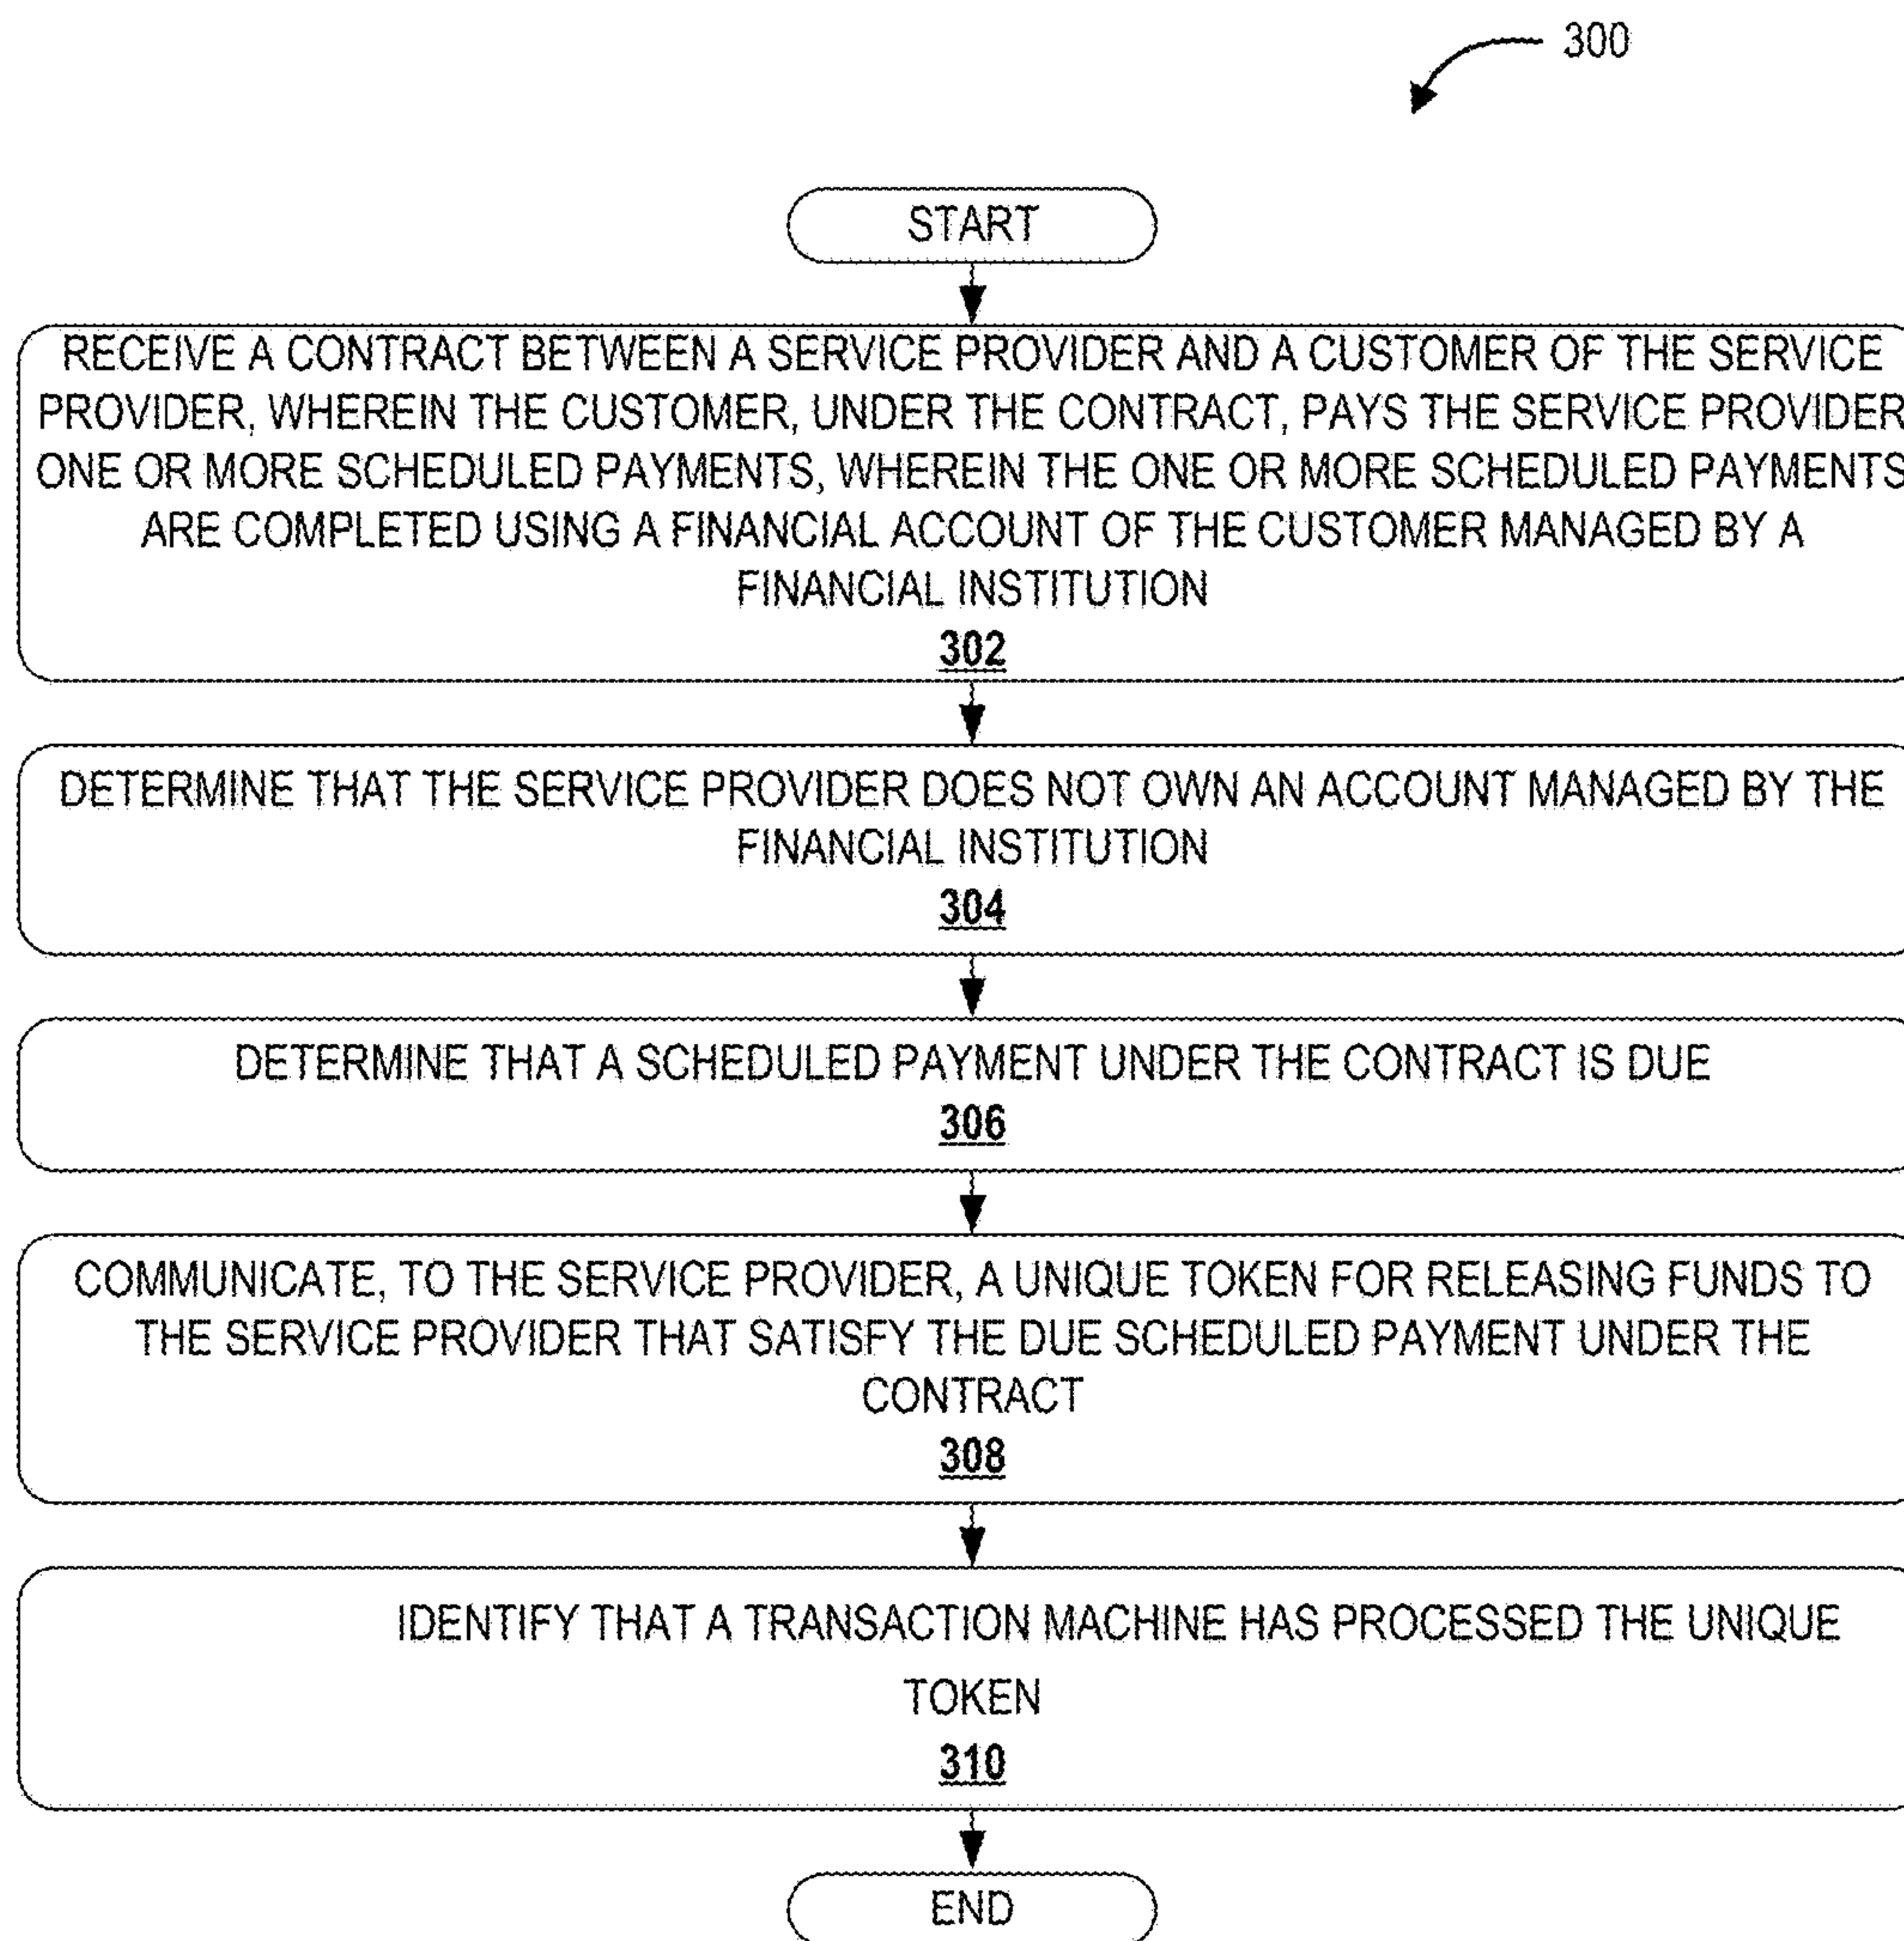 300
START
RECEIVE A CONTRACT BETWEEN A SERVICE PROVIDER AND A CUSTOMER OF THE SERVICE
PROVIDER, WHEREIN THE CUSTOMER, UNDER THE CONTRACT, PAYS THE SERVICE PROVIDER
ONE OR MORE SCHEDULED PAYMENTS, WHEREIN THE ONE OR MORE SCHEDULED PAYMENTS
ARE COMPLETED USING A FINANCIAL ACCOUNT OF THE CUSTOMER MANAGED BY A
FINANCIAL INSTITUTION
302
DETERMINE THAT THE SERVICE PROVIDER DOES NOT OWN AN ACCOUNT MANAGED BY THE
FINANCIAL INSTITUTION
304
DETERMINE THAT A SCHEDULED PAYMENT UNDER THE CONTRACT IS DUE
306
COMMUNICATE, TO THE SERVICE PROVIDER, A UNIQUE TOKEN FOR RELEASING FUNDS TO
THE SERVICE PROVIDER THAT SATISFY THE DUE SCHEDULED PAYMENT UNDER THE
CONTRACT
308
IDENTIFY THAT A TRANSACTION MACHINE HAS PROCESSED THE UNIQUE
TOKEN
310
END